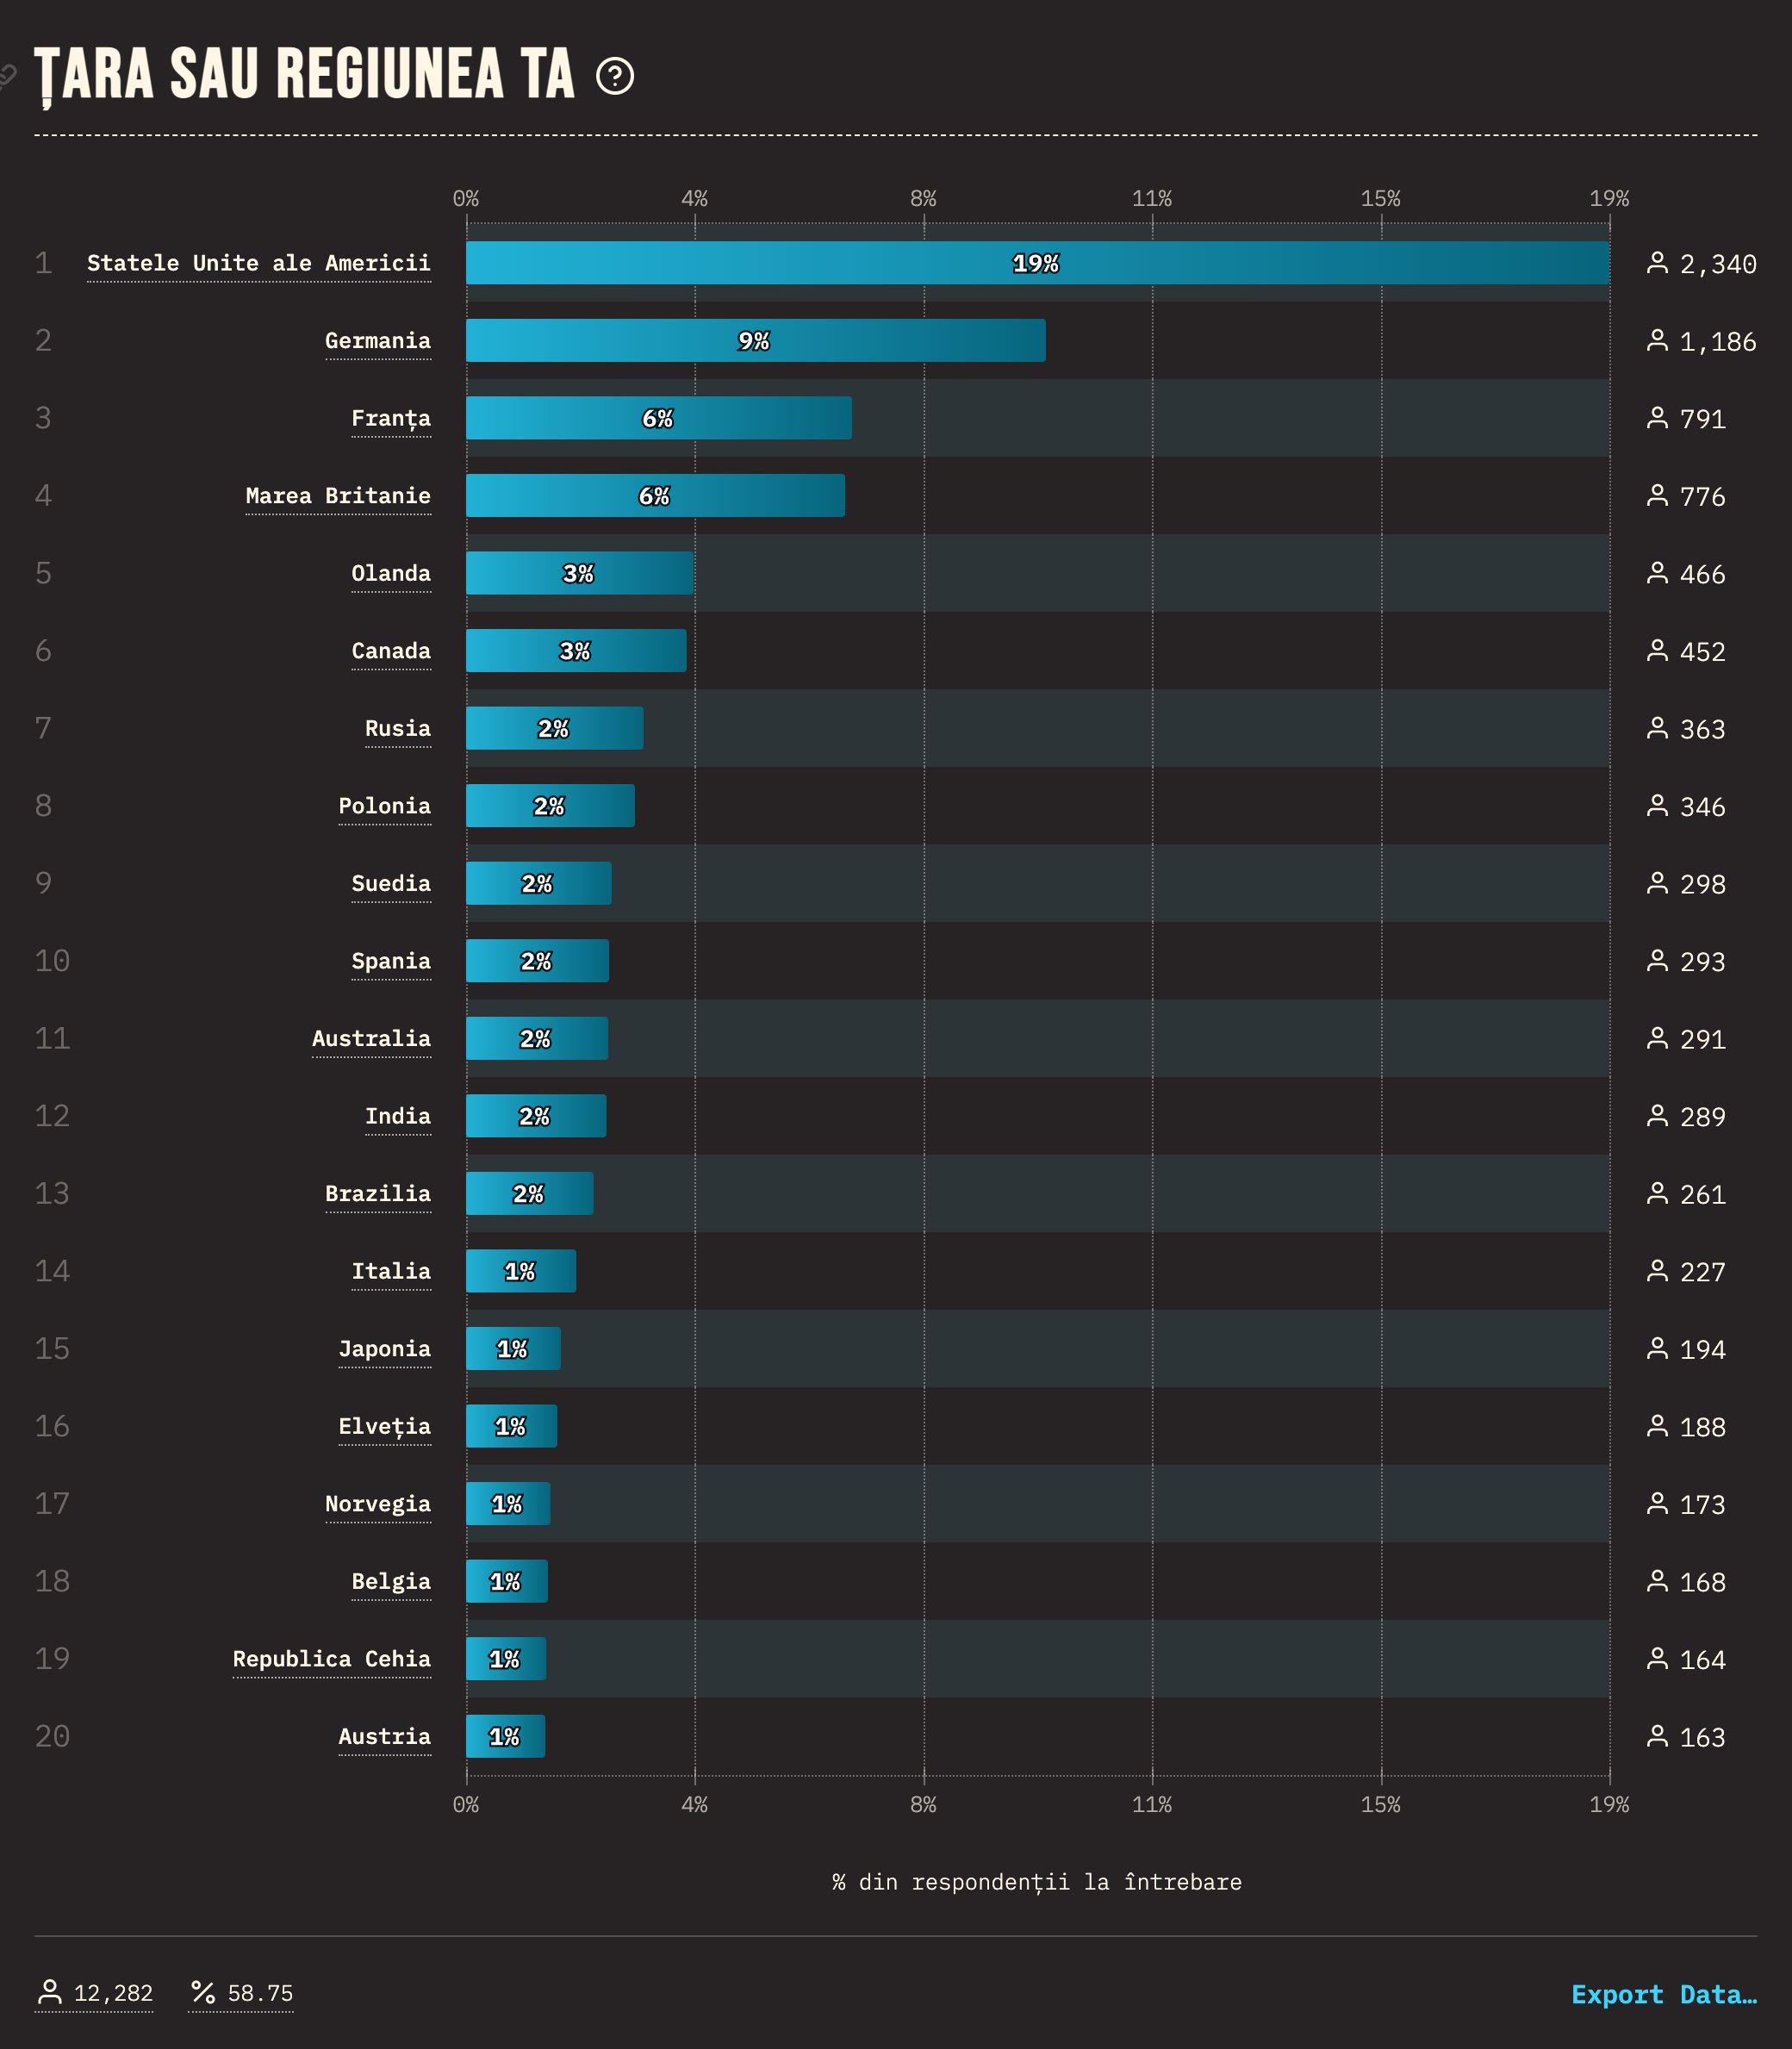 ȚARA SAU REGIUNEA TA ?
0% 4% 8% 11% 15% 19%
1 Statele Unite ale Americii 19% 2,340
2 Germania 9% 1,186
3 Franța 6% 791
4 Marea Britanie 6% 776
5 Olanda 3% 466
6 Canada 3% 452
7 Rusia 2% 363
8 Polonia 2% 346
9 Suedia 2% 298
10 Spania 2% 293
11 Australia 2% 291
12 India 2% 289
13 Brazilia 2% 261
14 Italia 1% 227
15 Japonia 1% 194
16 Elveția 1% 188
17 Norvegia 1% 173
18 Belgia 1% 168
19 Republica Cehia 1% 164
20 Austria 1% 163
0% 4% 8% 11% 15% 19%
% din respondenții la întrebare
12,282 % 58.75 Export Data…